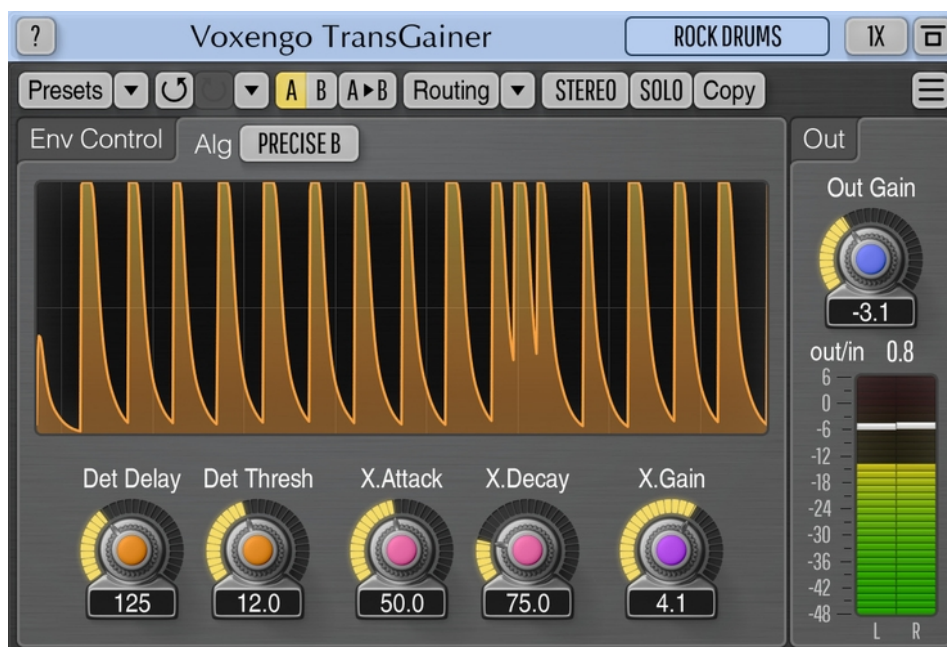 ? Voxengo TransGainer ROCK DRUMS 1X
Presets A B A▸B Routing STEREO SOLO Copy
Env Control Alg PRECISE B Out
Out Gain
-3.1
out/in 0.8
6
0
-6
-12
-18
-24
-30
-36
-42
-48
L R
Det Delay Det Thresh X.Attack X.Decay X.Gain
125 12.0 50.0 75.0 4.1